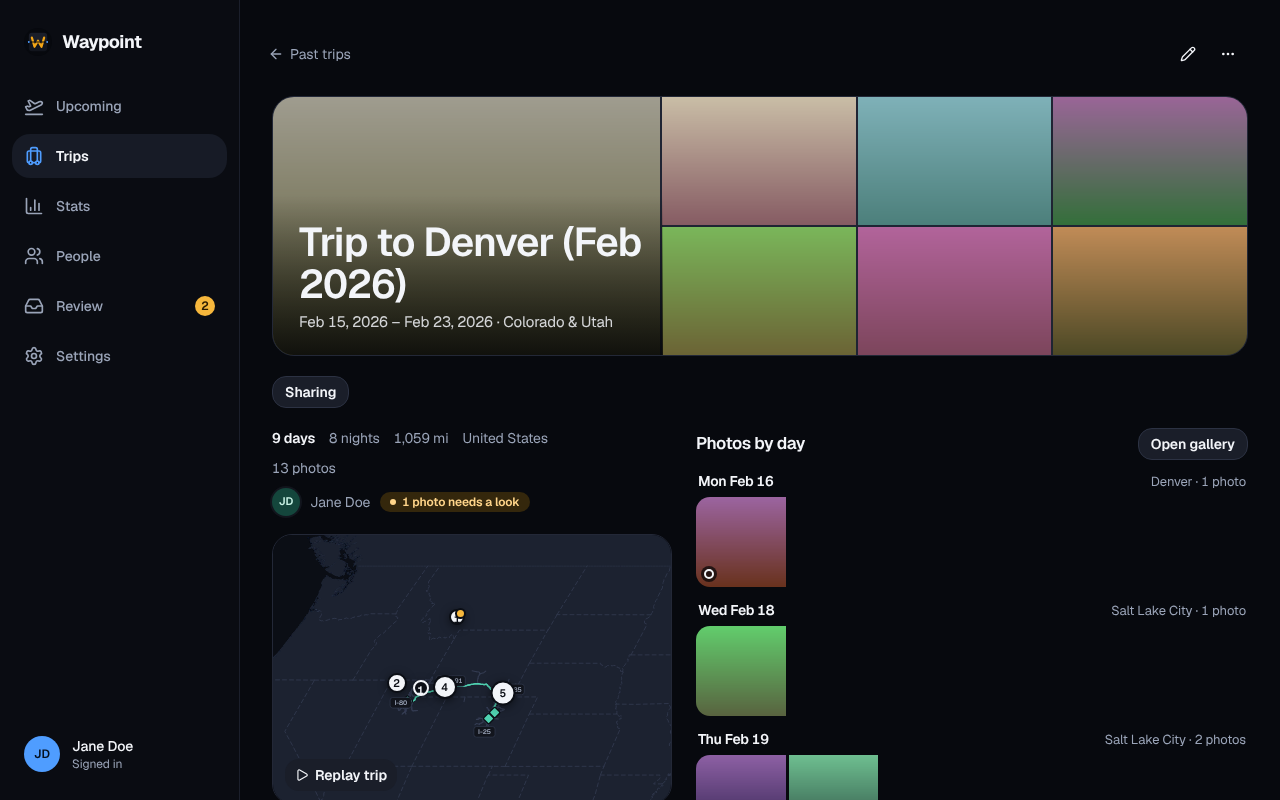 Waypoint
Past trips
Upcoming
Trips
Stats
People
Review 2
Settings
Trip to Denver (Feb
2026)
Feb 15, 2026 – Feb 23, 2026 · Colorado & Utah
Sharing
9 days 8 nights 1,059 mi United States
13 photos
JD Jane Doe 1 photo needs a look
2
1
4
5
I-80
I-25
Replay trip
Photos by day Open gallery
Mon Feb 16 Denver · 1 photo
Wed Feb 18 Salt Lake City · 1 photo
Thu Feb 19 Salt Lake City · 2 photos
JD Jane Doe
Signed in